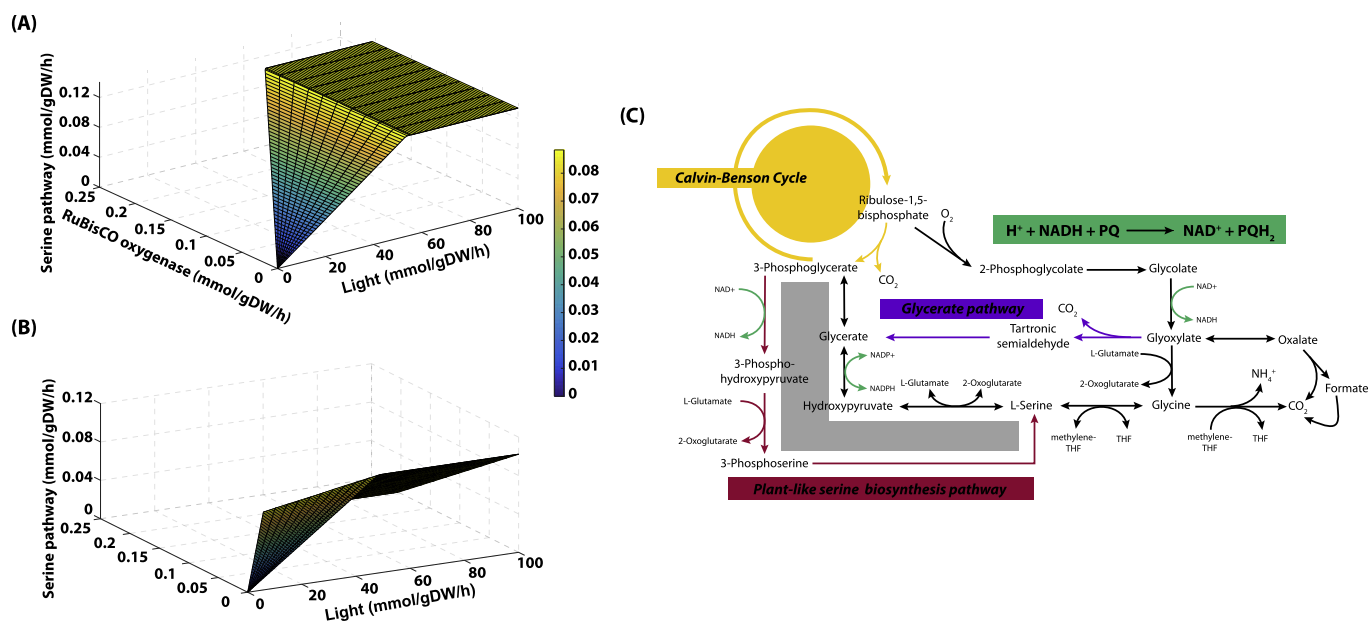 (A)
Serine pathway (mmol/gDW/h)
0.12
0.08
0.04
0
0.25
0.2
0.15
0.1
0.05
0
RuBisCO oxygenase (mmol/gDW/h)
0
20
40
60
80
100
Light (mmol/gDW/h)
0.08
0.07
0.06
0.05
0.04
0.03
0.02
0.01
0
(B)
Serine pathway (mmol/gDW/h)
0.12
0.08
0.04
0
0.25
0.2
0.15
0.1
0.05
0
0
20
40
60
80
100
Light (mmol/gDW/h)
(C)
Calvin-Benson Cycle
Ribulose-1,5-
bisphosphate
O₂
H⁺ + NADH + PQ → NAD⁺ + PQH₂
3-Phosphoglycerate
CO₂
2-Phosphoglycolate
Glycolate
NAD+
NADH
NAD+
NADH
Glycerate pathway
CO₂
Glycerate
Tartronic
semialdehyde
Glyoxylate
Oxalate
3-Phospho-
hydroxypyruvate
NADP+
NADPH
L-Glutamate
2-Oxoglutarate
NH₄⁺
Formate
L-Glutamate
2-Oxoglutarate
L-Glutamate
2-Oxoglutarate
Hydroxypyruvate
L-Serine
Glycine
CO₂
methylene-
THF
THF
methylene-
THF
THF
3-Phosphoserine
Plant-like serine biosynthesis pathway